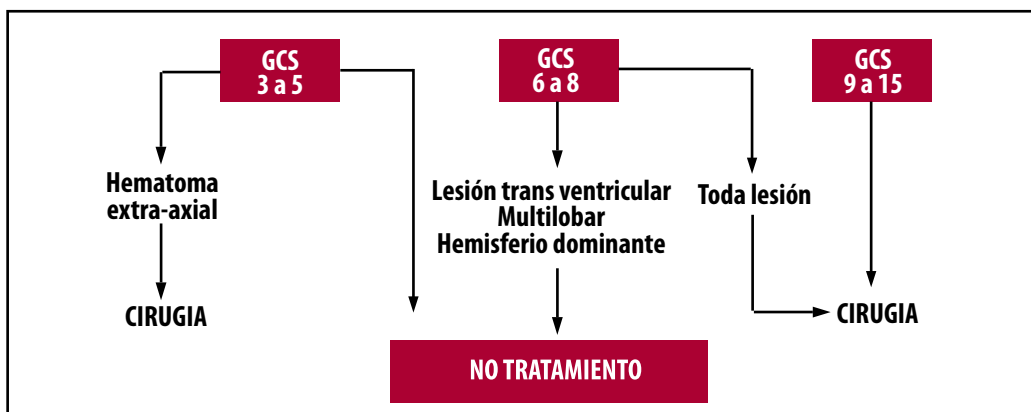 GCS
3 a 5
GCS
6 a 8
GCS
9 a 15
Hematoma
extra-axial
Lesión trans ventricular
Multilobar
Hemisferio dominante
Toda lesión
CIRUGIA
CIRUGIA
NO TRATAMIENTO